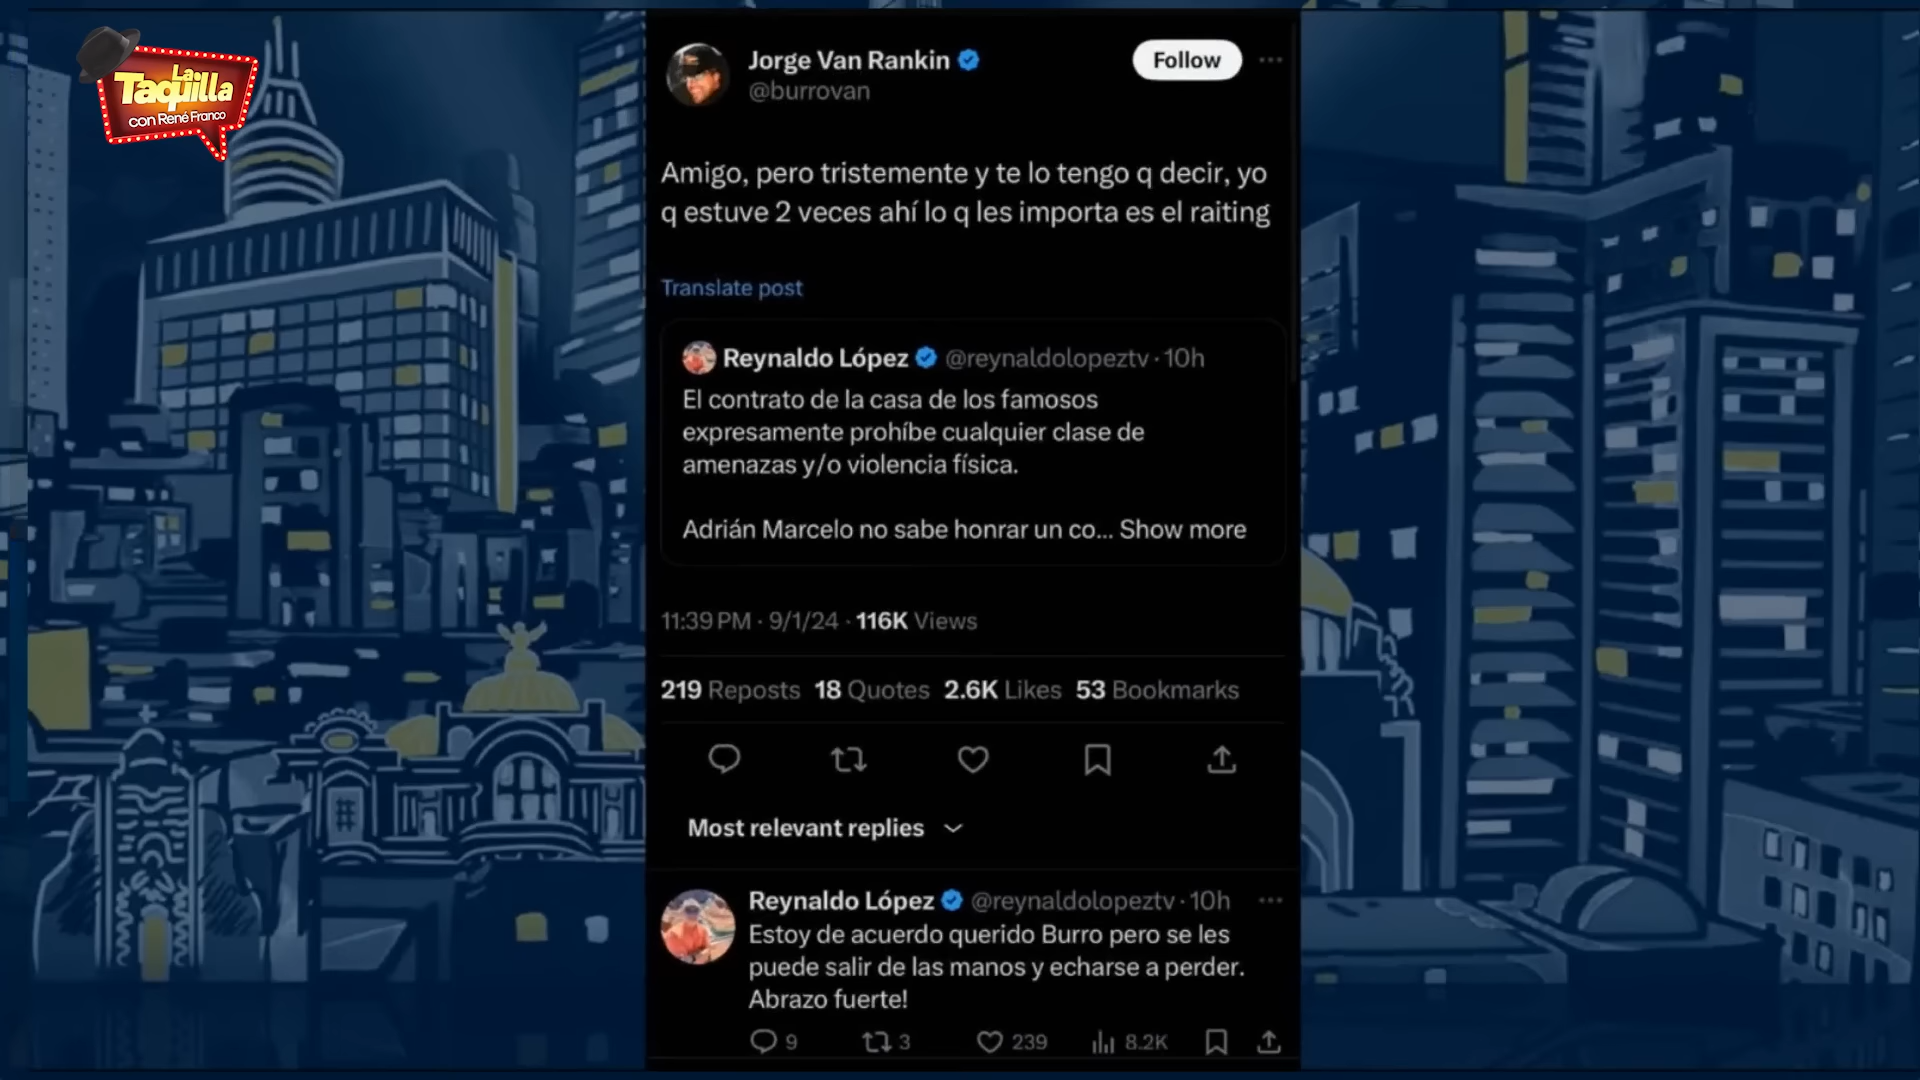 La
Taquilla
con René Franco
Jorge Van Rankin
Follow
@burrovan
Amigo, pero tristemente y te lo tengo q decir, yo
q estuve 2 veces ahí lo q les importa es el raiting
Translate post
Reynaldo López @reynaldolopeztv · 10h
El contrato de la casa de los famosos
expresamente prohíbe cualquier clase de
amenazas y/o violencia física.
Adrián Marcelo no sabe honrar un co... Show more
11:39 PM · 9/1/24 · 116K Views
219 Reposts 18 Quotes 2.6K Likes 53 Bookmarks
Most relevant replies
Reynaldo López @reynaldolopeztv · 10h
Estoy de acuerdo querido Burro pero se les
puede salir de las manos y echarse a perder.
Abrazo fuerte!
9 3 239 8.2K